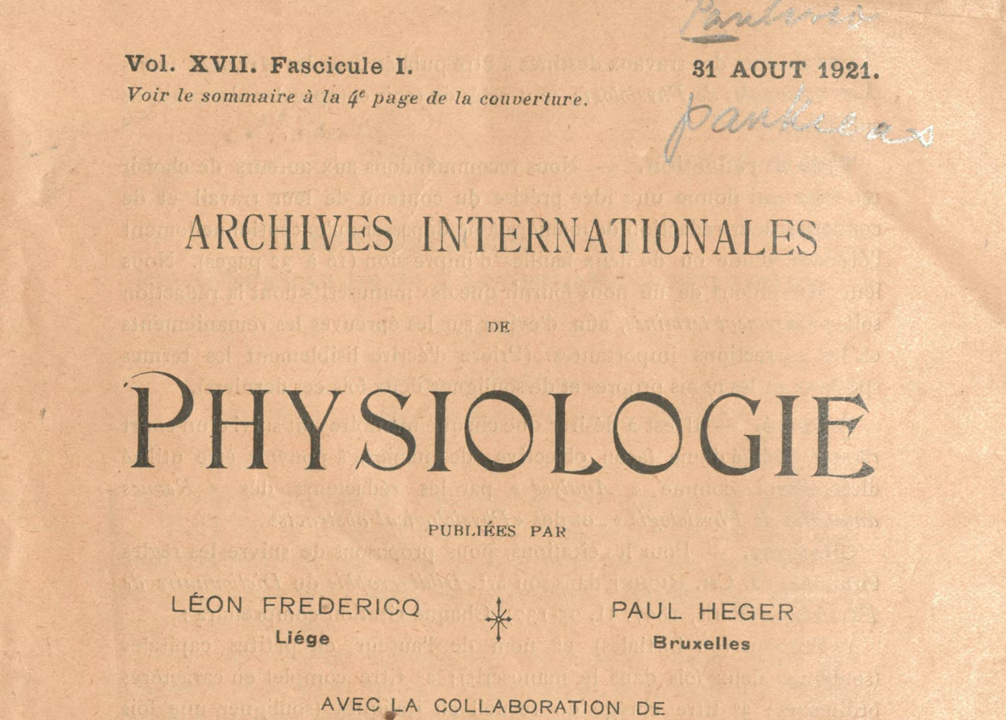 Vol. XVII. Fascicule I.
31 AOUT 1921.
Voir le sommaire à la 4e page de la couverture.
ARCHIVES INTERNATIONALES
DE
PHYSIOLOGIE
PUBLIÉES PAR
LÉON FREDERICQ
Liége
PAUL HEGER
Bruxelles
AVEC LA COLLABORATION DE